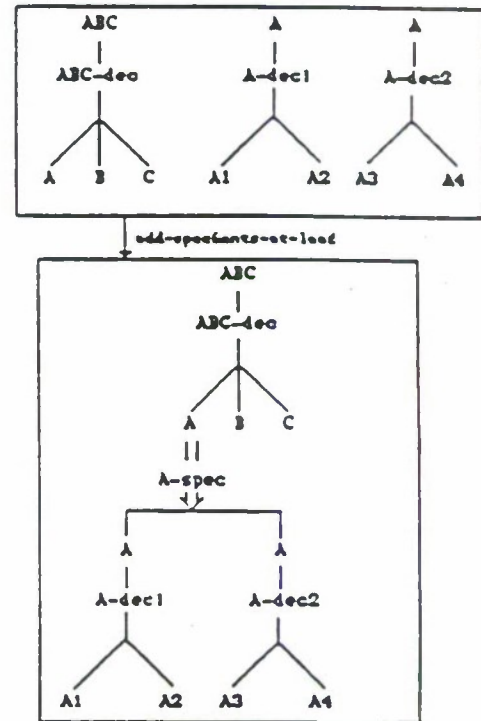 ABC A A
ABC-dec A-dec1 A-dec2
A B C A1 A2 A3 A4
add-specients-at-leaf
ABC
ABC-dec
A B C
A-spec
A A
A-dec1 A-dec2
A1 A2 A3 A4